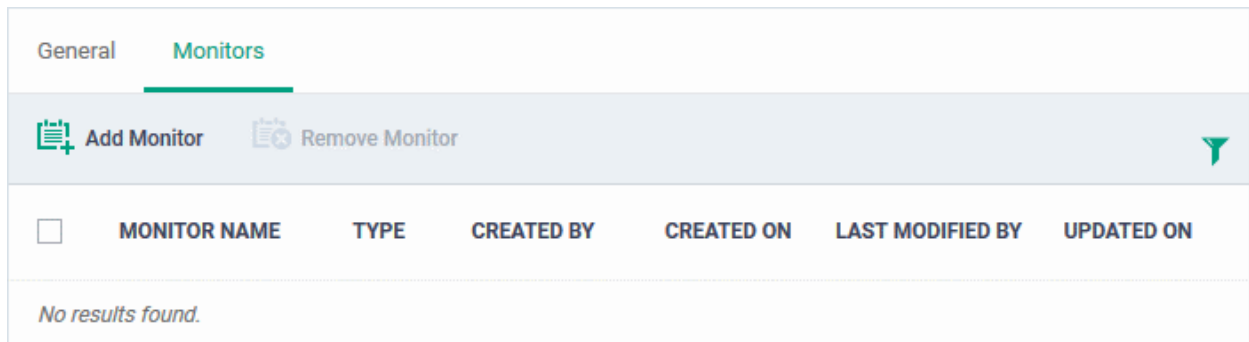 General Monitors
Add Monitor Remove Monitor
MONITOR NAME TYPE CREATED BY CREATED ON LAST MODIFIED BY UPDATED ON
No results found.